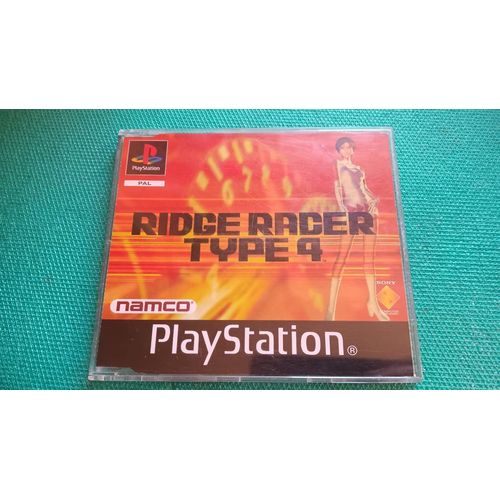 PlayStation
PAL
RIDGE RACER
TYPE 4
namco
SONY
PlayStation®